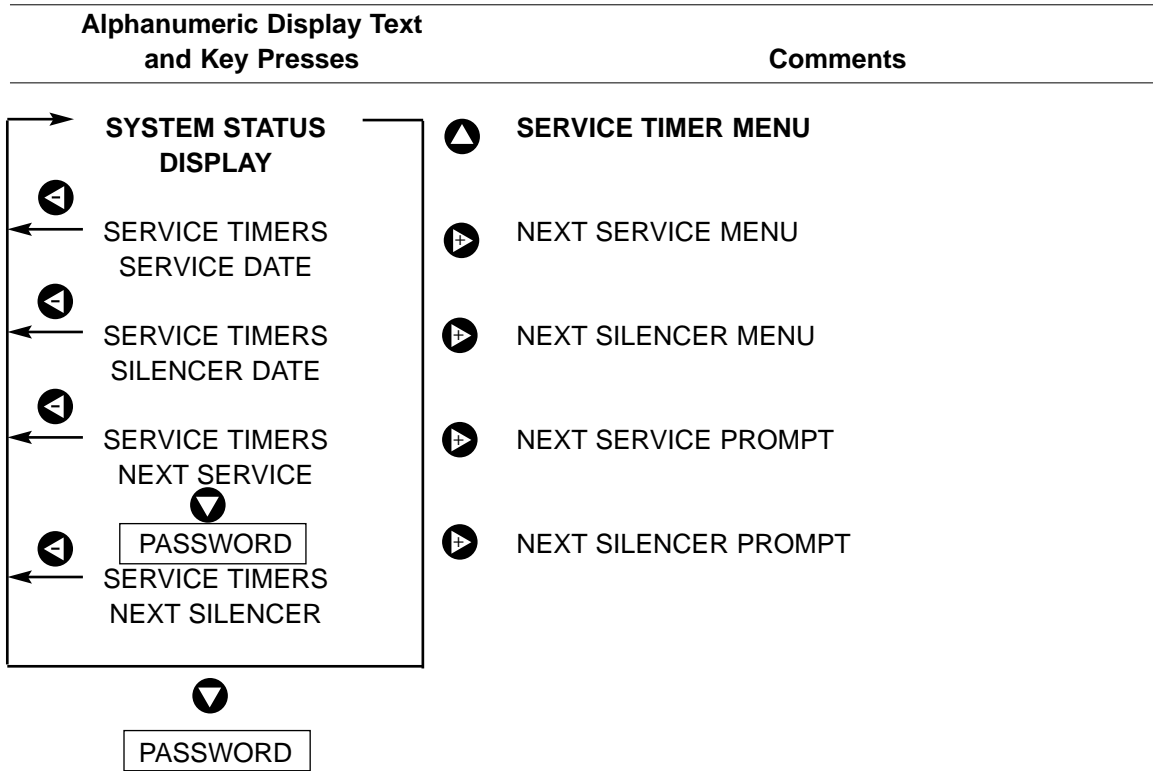 Alphanumeric Display Text
and Key Presses
Comments
SYSTEM STATUS
DISPLAY
SERVICE TIMER MENU
-
SERVICE TIMERS
SERVICE DATE
+
NEXT SERVICE MENU
-
SERVICE TIMERS
SILENCER DATE
+
NEXT SILENCER MENU
-
SERVICE TIMERS
NEXT SERVICE
+
NEXT SERVICE PROMPT
PASSWORD
-
SERVICE TIMERS
NEXT SILENCER
+
NEXT SILENCER PROMPT
PASSWORD